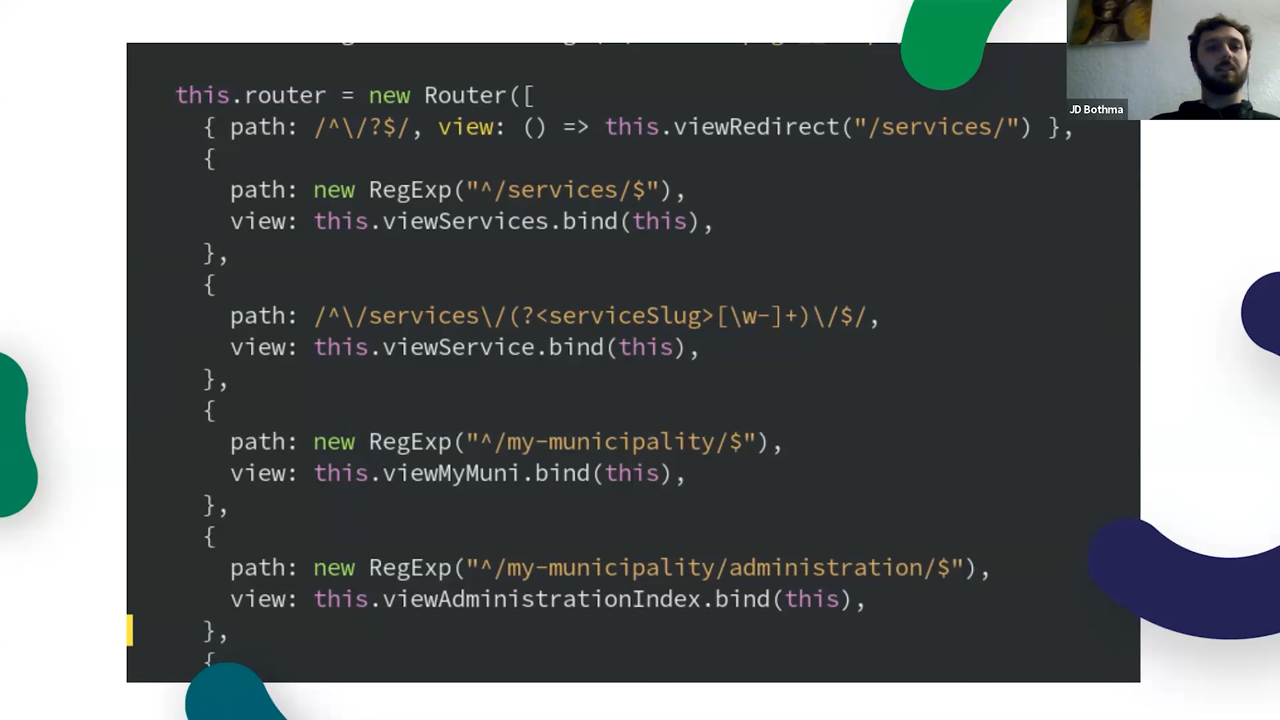 this.router = new Router([
{ path: /^\/?$/, view: () => this.viewRedirect("/services/") },
{
path: new RegExp("^/services/$"),
view: this.viewServices.bind(this),
},
{
path: /^\/services\/(?<serviceSlug>[\w-]+)\/$/,
view: this.viewService.bind(this),
},
{
path: new RegExp("^/my-municipality/$"),
view: this.viewMyMuni.bind(this),
},
{
path: new RegExp("^/my-municipality/administration/$"),
view: this.viewAdministrationIndex.bind(this),
},
{
JD Bothma